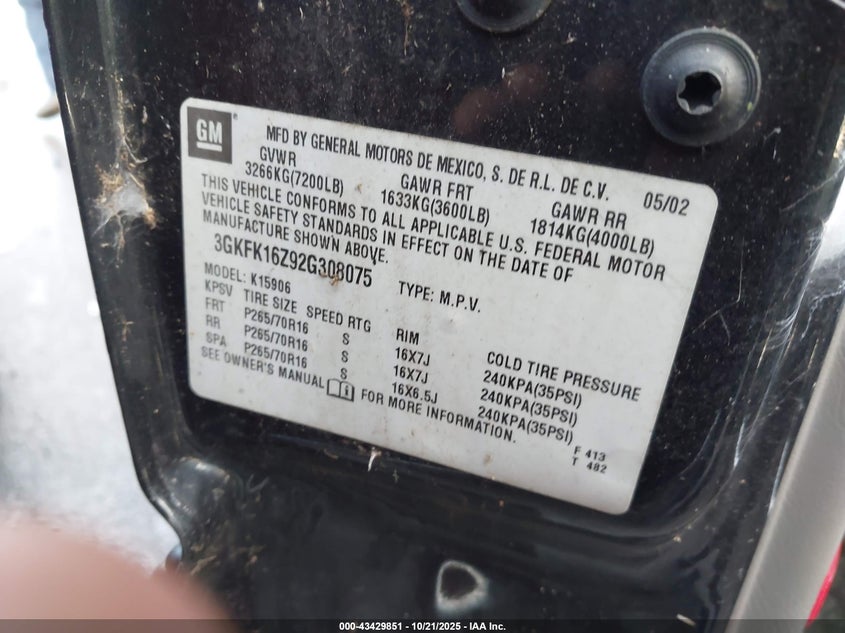 GM
MFD BY GENERAL MOTORS DE MEXICO, S. DE R.L. DE C.V. 05/02
GVWR GAWR FRT GAWR RR
3266KG(7200LB) 1633KG(3600LB) 1814KG(4000LB)
THIS VEHICLE CONFORMS TO ALL APPLICABLE U.S. FEDERAL MOTOR
VEHICLE SAFETY STANDARDS IN EFFECT ON THE DATE OF
MANUFACTURE SHOWN ABOVE.
3GKFK16Z92G308075 TYPE: M.P.V.
MODEL: K15906
KPSV TIRE SIZE SPEED RTG RIM COLD TIRE PRESSURE
FRT P265/70R16 S 16X7J 240KPA(35PSI)
RR P265/70R16 S 16X7J 240KPA(35PSI)
SPA P265/70R16 S 16X6.5J 240KPA(35PSI)
SEE OWNER'S MANUAL FOR MORE INFORMATION.
F 413
T 482
000-43429851 - 10/21/2025 - IAA Inc.